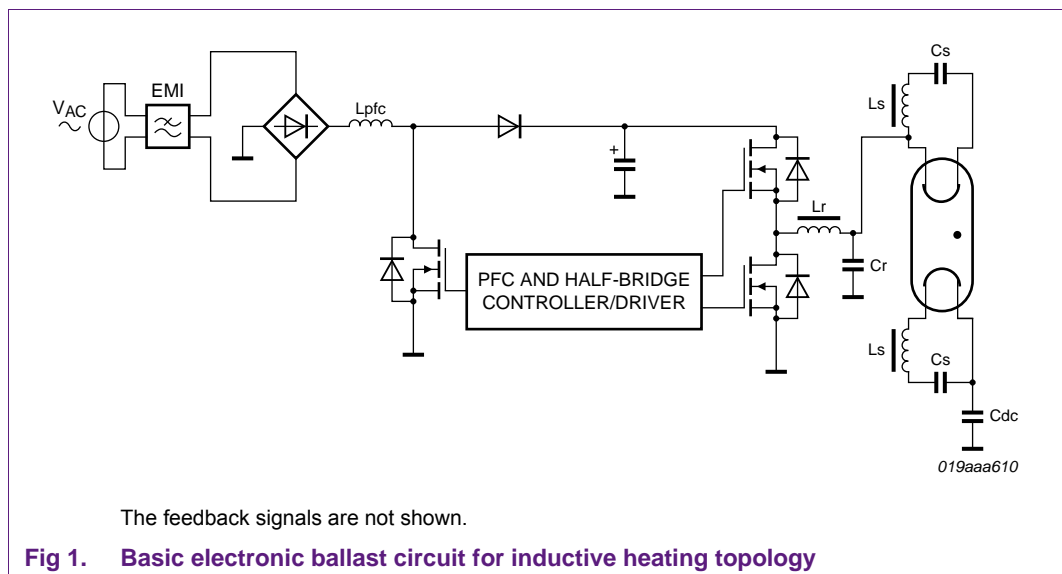 Cs
EMI
VAC
Lpfc
Ls
+
Lr
PFC AND HALF-BRIDGE
CONTROLLER/DRIVER
Cr
Ls
Cs
Cdc
019aaa610
The feedback signals are not shown.
Fig 1. Basic electronic ballast circuit for inductive heating topology